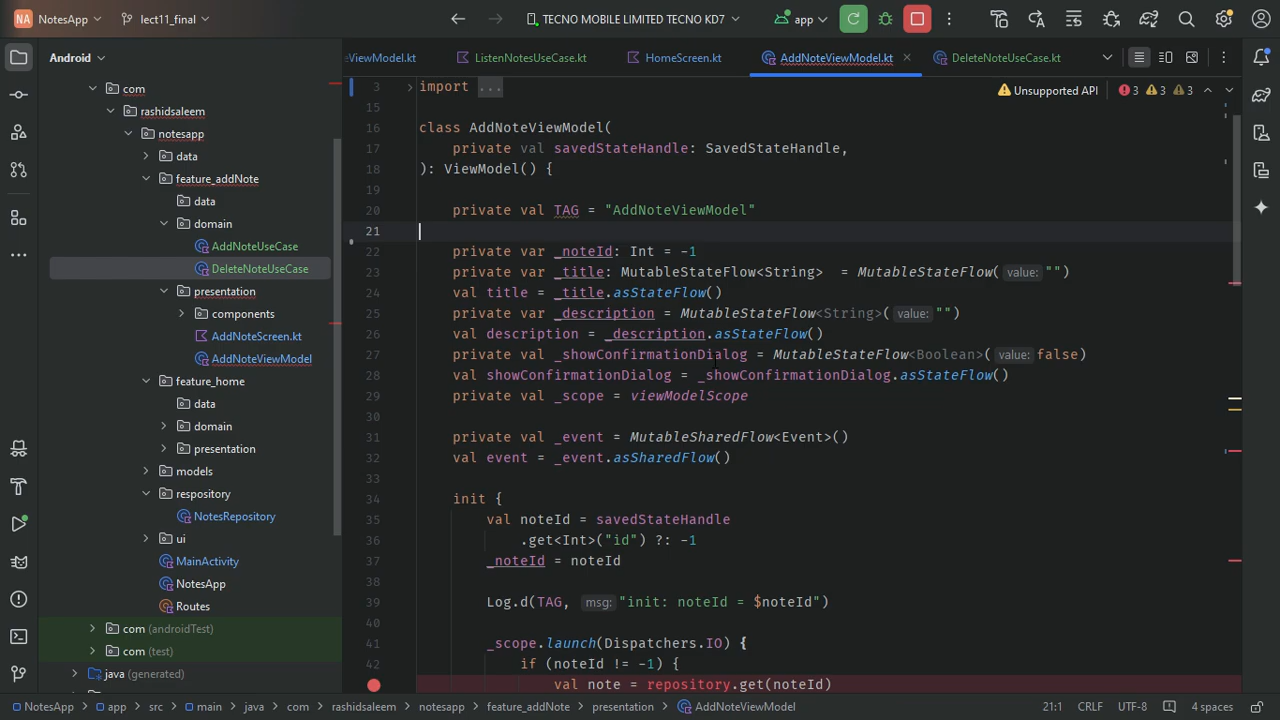 NA NotesApp lect11_final TECNO MOBILE LIMITED TECNO KD7 app
Android
eViewModel.kt ListenNotesUseCase.kt HomeScreen.kt AddNoteViewModel.kt DeleteNoteUseCase.kt
Unsupported API 3 3 3
com
rashidsaleem
notesapp
data
feature_addNote
data
domain
AddNoteUseCase
DeleteNoteUseCase
presentation
components
AddNoteScreen.kt
AddNoteViewModel
feature_home
data
domain
presentation
models
respository
NotesRepository
ui
MainActivity
NotesApp
Routes
com (androidTest)
com (test)
java (generated)
3 import ...
15
16 class AddNoteViewModel(
17 private val savedStateHandle: SavedStateHandle,
18 ): ViewModel() {
19
20 private val TAG = "AddNoteViewModel"
21
22 private var _noteId: Int = -1
23 private var _title: MutableStateFlow<String> = MutableStateFlow( value: "")
24 val title = _title.asStateFlow()
25 private var _description = MutableStateFlow<String>( value: "")
26 val description = _description.asStateFlow()
27 private val _showConfirmationDialog = MutableStateFlow<Boolean>( value: false)
28 val showConfirmationDialog = _showConfirmationDialog.asStateFlow()
29 private val _scope = viewModelScope
30
31 private val _event = MutableSharedFlow<Event>()
32 val event = _event.asSharedFlow()
33
34 init {
35 val noteId = savedStateHandle
36 .get<Int>("id") ?: -1
37 _noteId = noteId
38
39 Log.d(TAG, msg: "init: noteId = $noteId")
40
41 _scope.launch(Dispatchers.IO) {
42 if (noteId != -1) {
val note = repository.get(noteId)
NotesApp app src main java com rashidsaleem notesapp feature_addNote presentation AddNoteViewModel 21:1 CRLF UTF-8 4 spaces